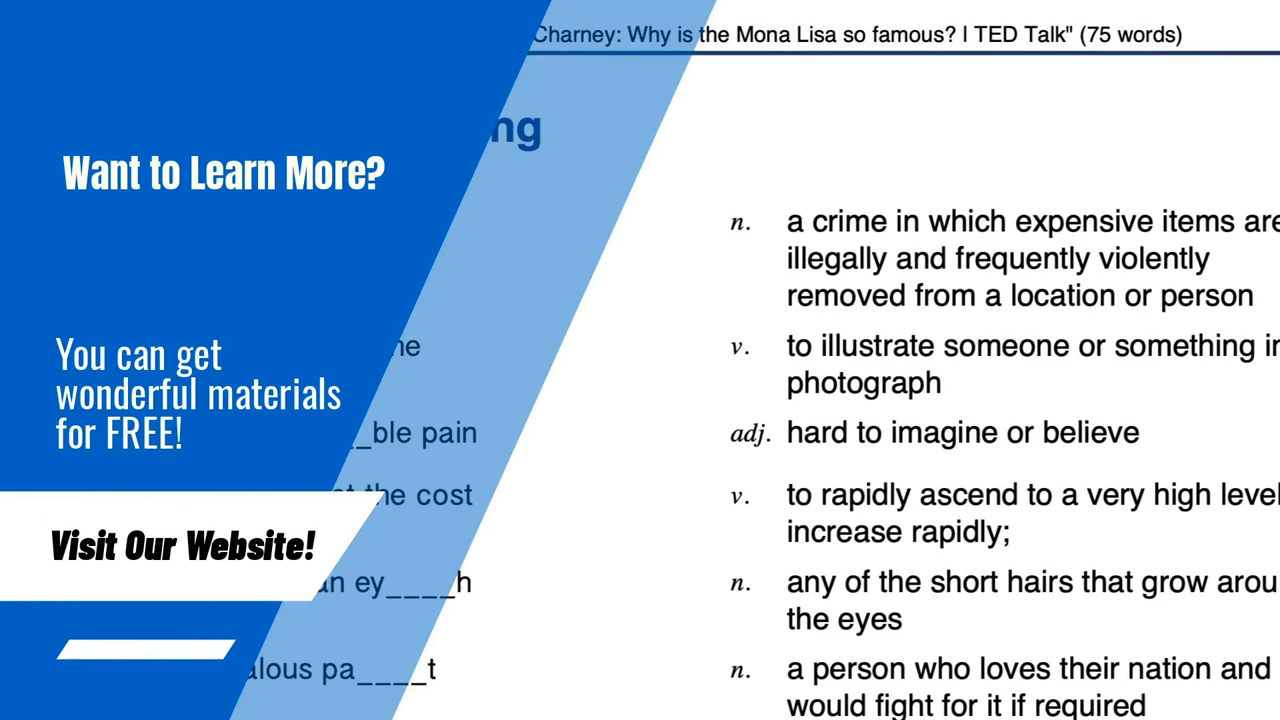 Charney: Why is the Mona Lisa so famous? | TED Talk" (75 words)
ng
Want to Learn More?
You can get
wonderful materials
for FREE!
Visit Our Website!
ne
_ble pain
the cost
an ey____h
alous pa____t
n. a crime in which expensive items are
illegally and frequently violently
removed from a location or person
v. to illustrate someone or something in
photograph
adj. hard to imagine or believe
v. to rapidly ascend to a very high level
increase rapidly;
n. any of the short hairs that grow arou
the eyes
n. a person who loves their nation and
would fight for it if required